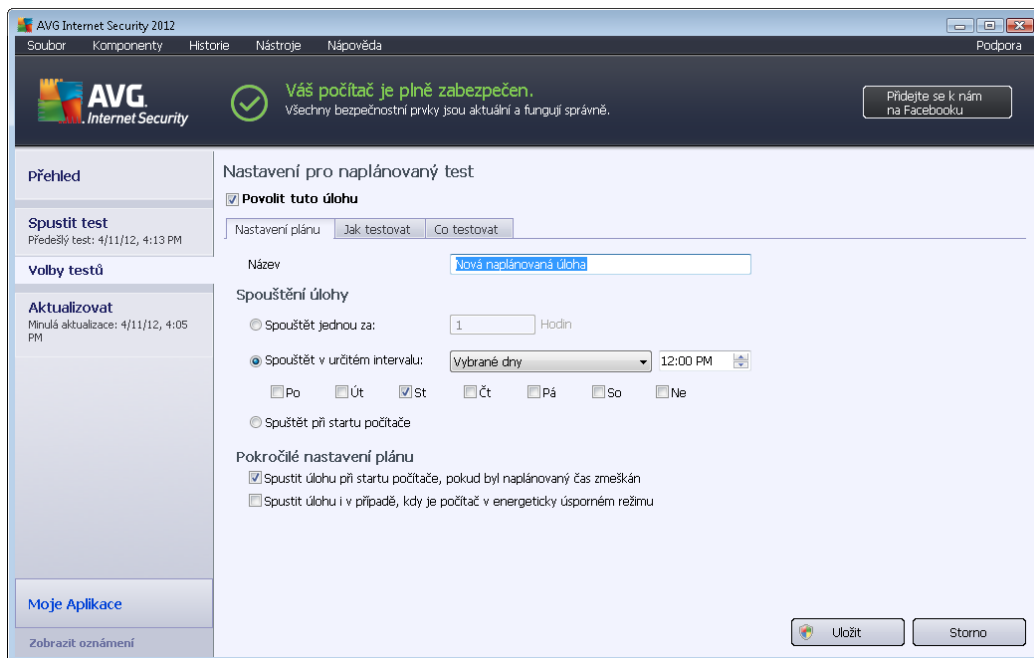 AVG Internet Security 2012
Soubor Komponenty Historie Nástroje Nápověda Podpora
AVG.
Internet Security
Váš počítač je plně zabezpečen.
Všechny bezpečnostní prvky jsou aktuální a fungují správně.
Přidejte se k nám
na Facebooku
Přehled
Spustit test
Předešlý test: 4/11/12, 4:13 PM
Volby testů
Aktualizovat
Minulá aktualizace: 4/11/12, 4:05
PM
Moje Aplikace
Zobrazit oznámení
Nastavení pro naplánovaný test
Povolit tuto úlohu
Nastavení plánu Jak testovat Co testovat
Název Nová naplánovaná úloha
Spouštění úlohy
Spouštět jednou za: 1 Hodin
Spouštět v určitém intervalu: Vybrané dny 12:00 PM
Po Út St Čt Pá So Ne
Spuštět při startu počítače
Pokročilé nastavení plánu
Spustit úlohu při startu počítače, pokud byl naplánovaný čas zmeškán
Spustit úlohu i v případě, kdy je počítač v energeticky úsporném režimu
Uložit Storno